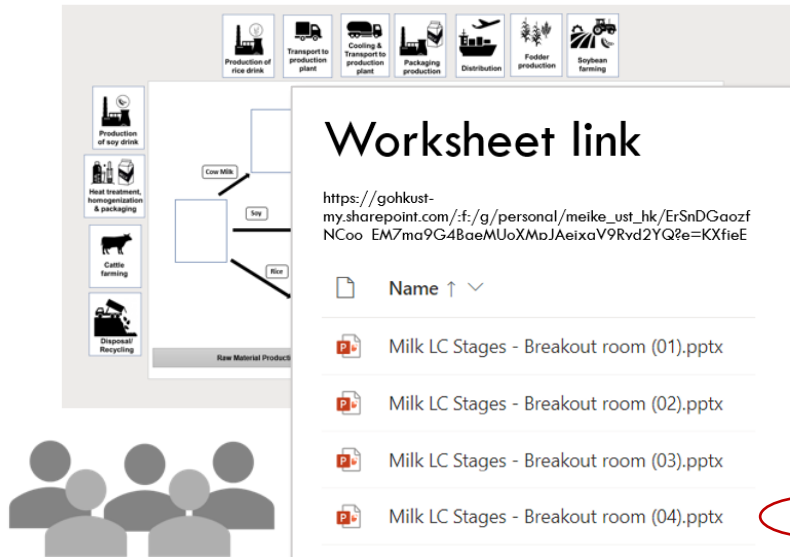 Production of
rice drink
Transport to
production
plant
Cooling &
Transport to
production
plant
Packaging
production
Distribution
Fodder
production
Soybean
farming
Production
of soy drink
Heat treatment,
homogenization
& packaging
Cattle
farming
Disposal/
Recycling
Cow Milk
Soy
Rice
Raw Material Producti
Worksheet link
https://gohkust-
my.sharepoint.com/:f:/g/personal/meike_ust_hk/ErSnDGaozf
NCoo_EM7ma9G4BaeMUoXMpJAeixaV9Ryd2YQ?e=KXfieE
Name ↑
Milk LC Stages - Breakout room (01).pptx
Milk LC Stages - Breakout room (02).pptx
Milk LC Stages - Breakout room (03).pptx
Milk LC Stages - Breakout room (04).pptx